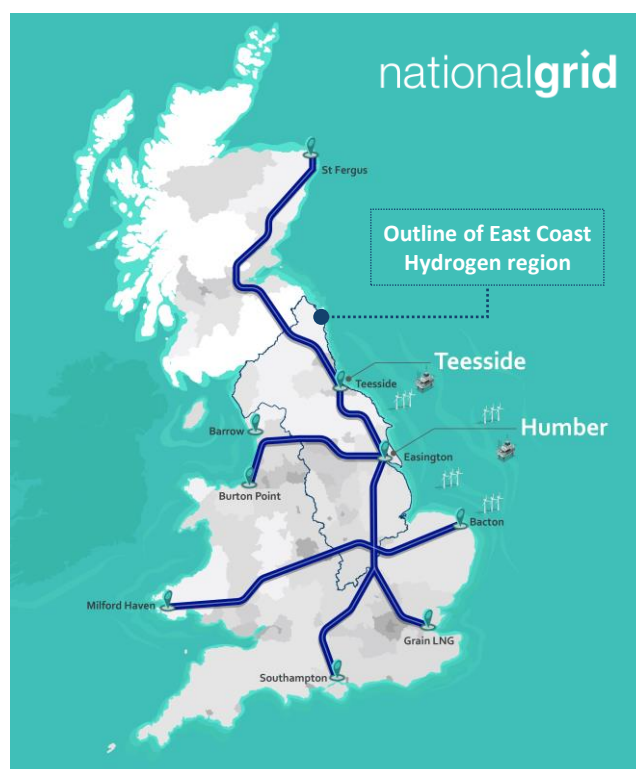 nationalgrid
St Fergus
Outline of East Coast
Hydrogen region
Teesside
Teesside
Barrow
Humber
Easington
Burton Point
Bacton
Milford Haven
Grain LNG
Southampton